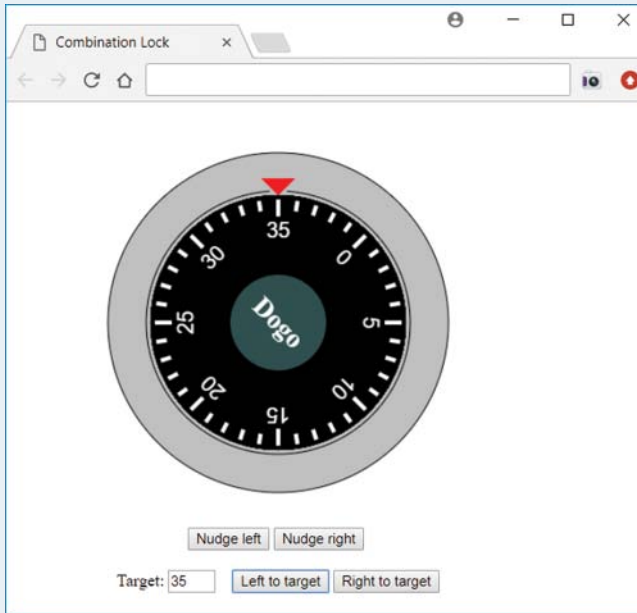 Combination Lock
35
30
0
25
Dogo
5
20
10
15
Nudge left Nudge right
Target: 35 Left to target Right to target